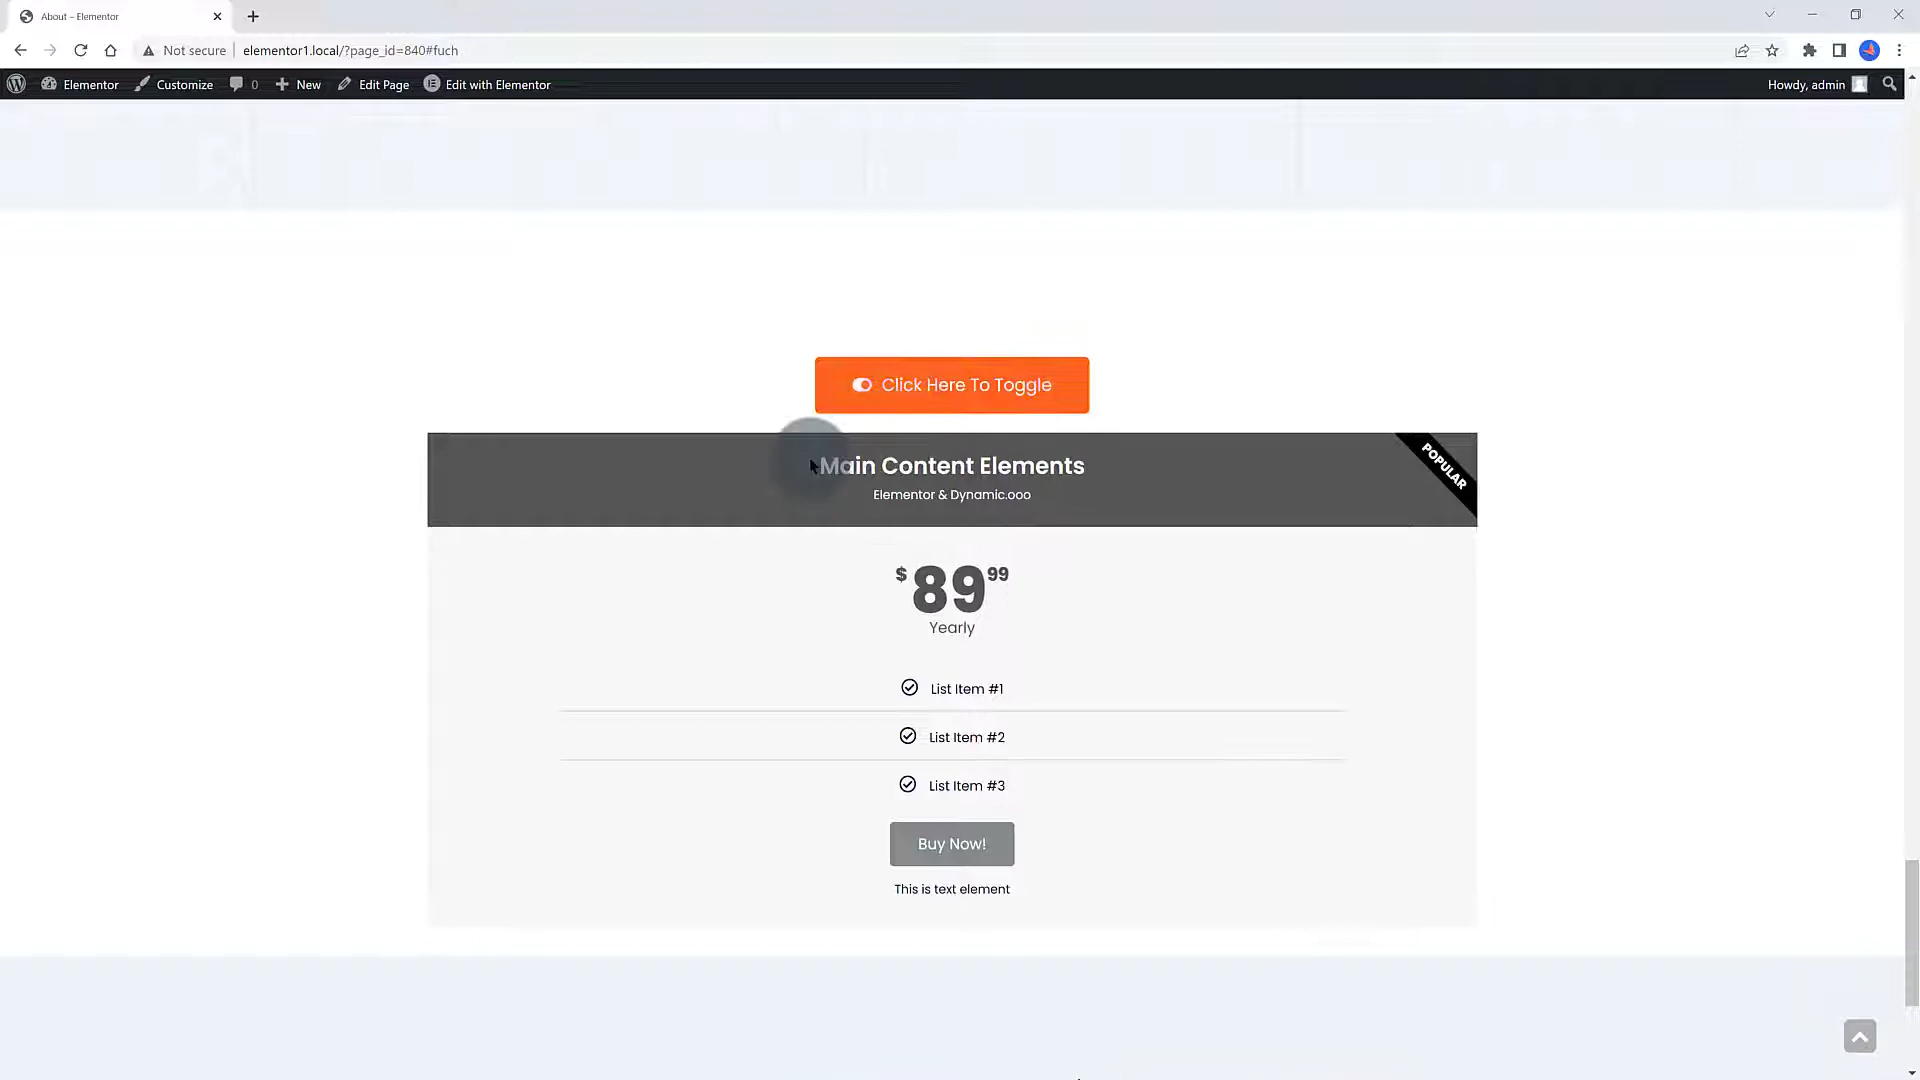 About – Elementor
Not secure elementor1.local/?page_id=840#fuch
Elementor Customize 0 New Edit Page Edit with Elementor Howdy, admin
Click Here To Toggle
Main Content Elements
POPULAR
Elementor & Dynamic.ooo
$89 99
Yearly
List Item #1
List Item #2
List Item #3
Buy Now!
This is text element